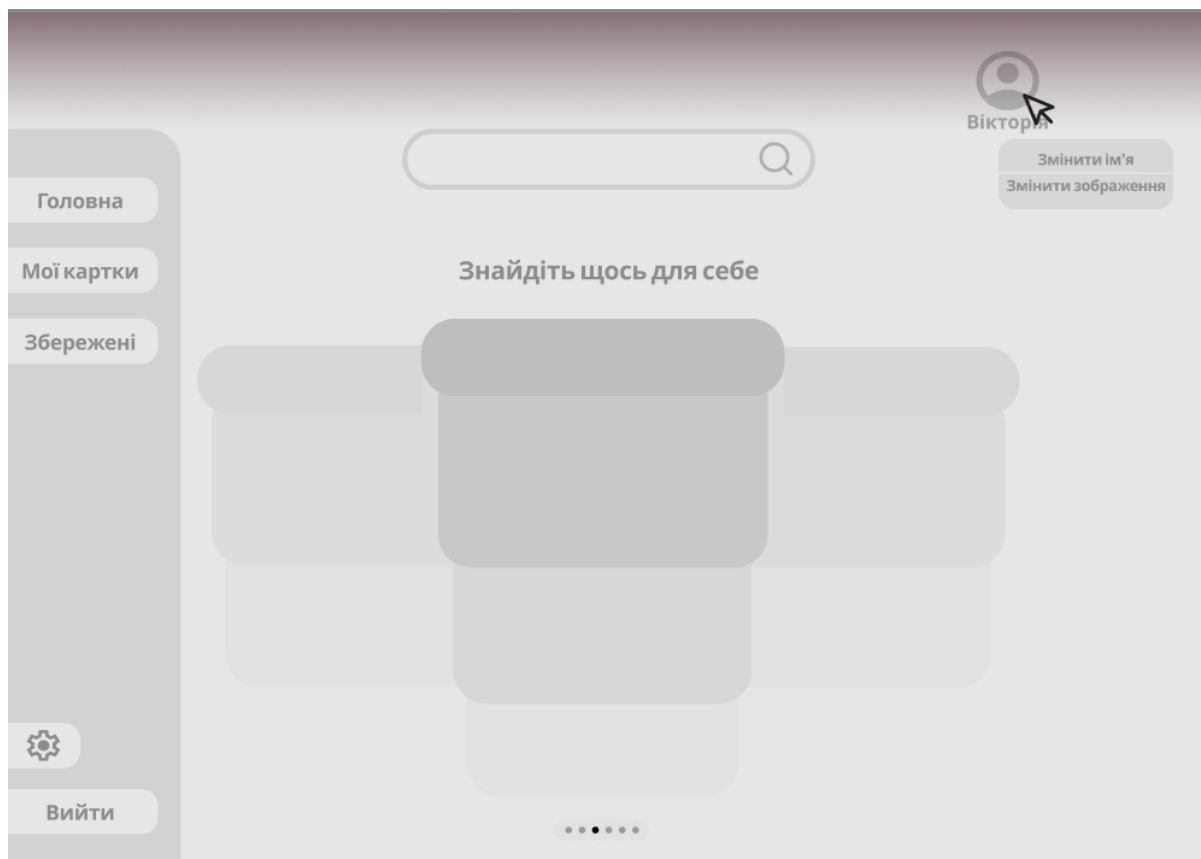 Вікторія
Змінити ім'я
Змінити зображення
Головна
Мої картки
Збережені
Знайдіть щось для себе
Вийти